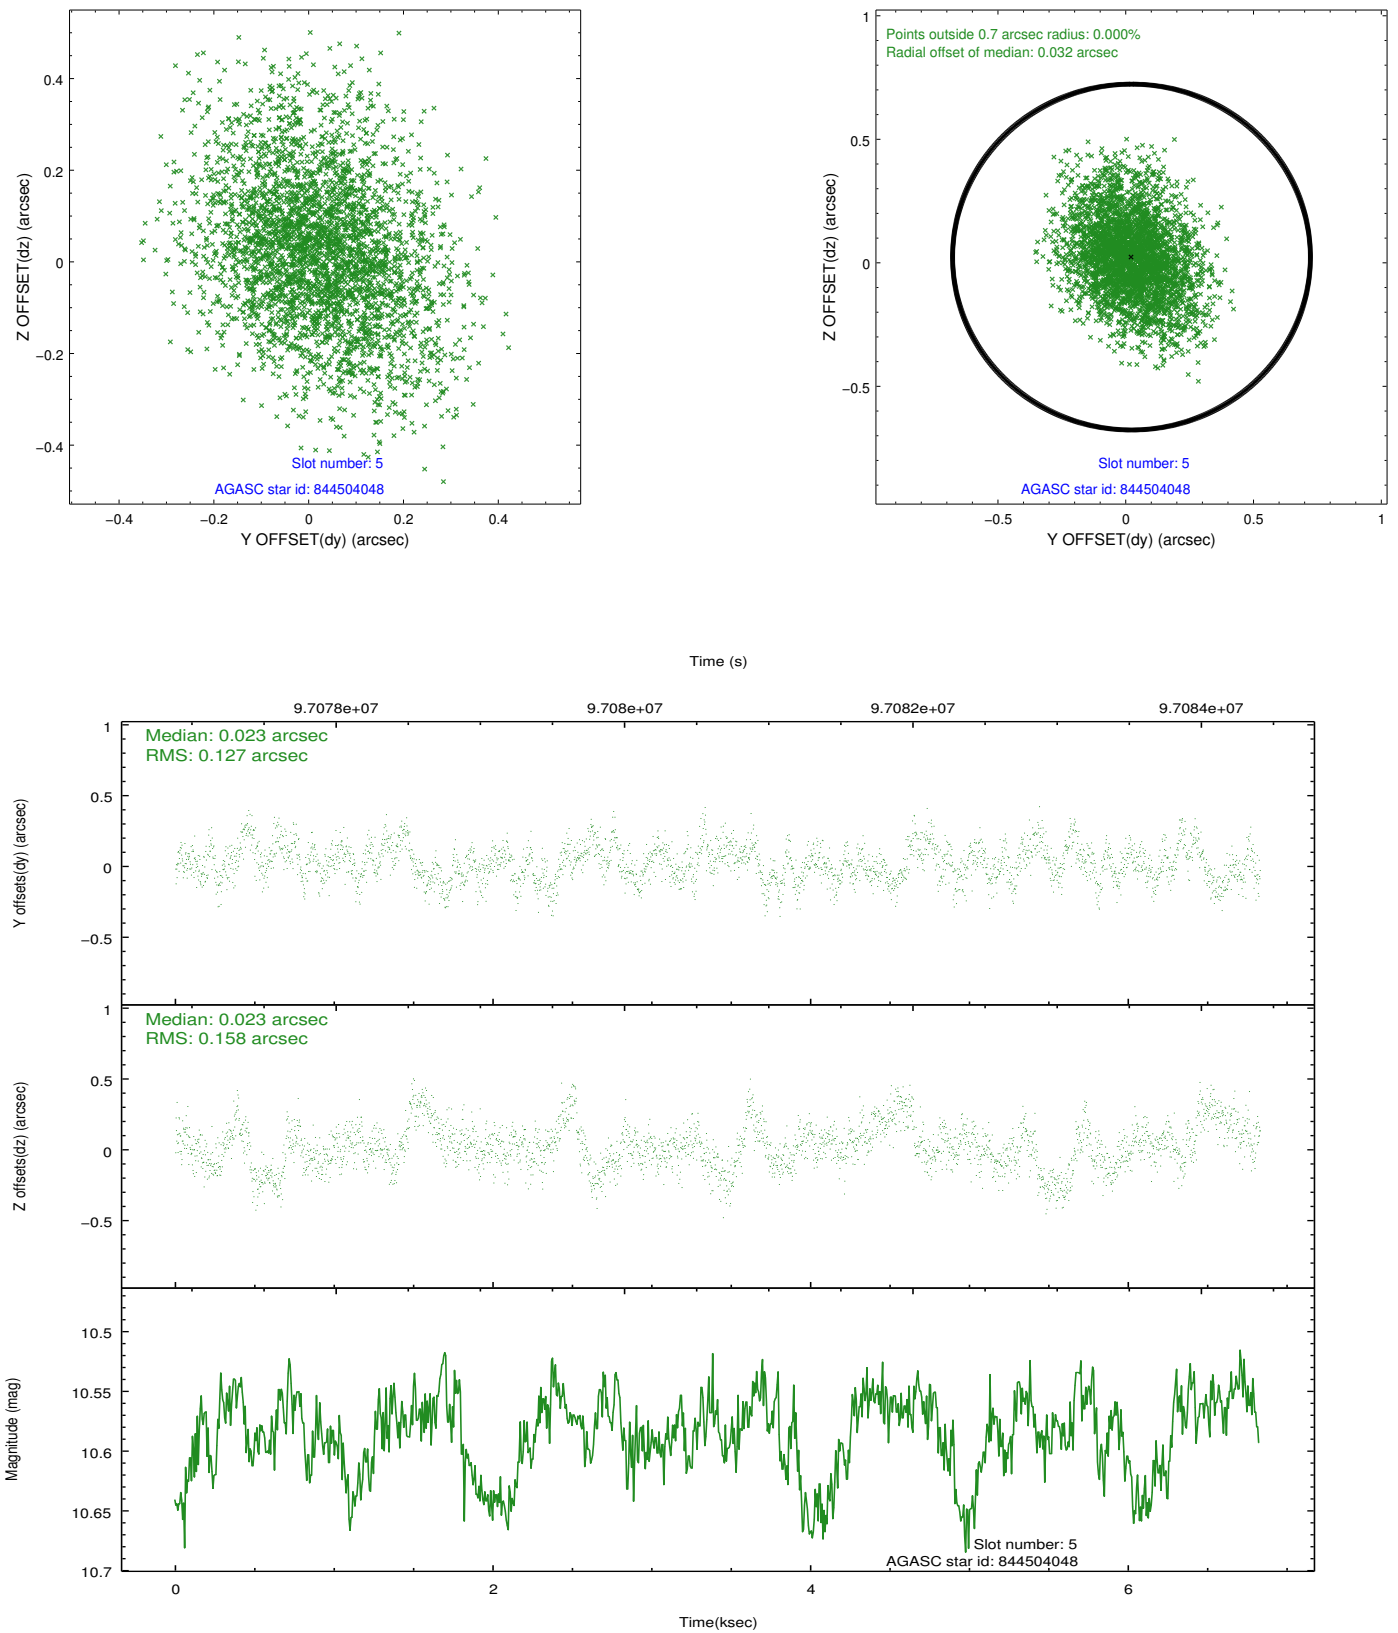 0.4
0.2
0
−0.2
−0.4
Z OFFSET(dz) (arcsec)
Slot number: 5
AGASC star id: 844504048
−0.4 −0.2 0 0.2 0.4
Y OFFSET(dy) (arcsec)
Points outside 0.7 arcsec radius: 0.000%
Radial offset of median: 0.032 arcsec
1
0.5
0
−0.5
Z OFFSET(dz) (arcsec)
Slot number: 5
AGASC star id: 844504048
−0.5 0 0.5 1
Y OFFSET(dy) (arcsec)
Time (s)
9.7078e+07 9.708e+07 9.7082e+07 9.7084e+07
Median: 0.023 arcsec
RMS: 0.127 arcsec
1
0.5
0
−0.5
Y offsets(dy) (arcsec)
Median: 0.023 arcsec
RMS: 0.158 arcsec
1
0.5
0
−0.5
Z offsets(dz) (arcsec)
10.5
10.55
10.6
10.65
10.7
Magnitude (mag)
Slot number: 5
AGASC star id: 844504048
0 2 4 6
Time(ksec)